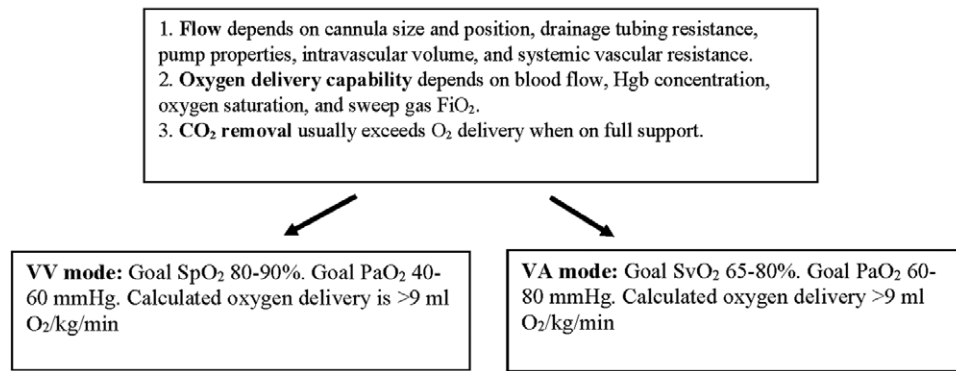 1. Flow depends on cannula size and position, drainage tubing resistance,
pump properties, intravascular volume, and systemic vascular resistance.
2. Oxygen delivery capability depends on blood flow, Hgb concentration,
oxygen saturation, and sweep gas FiO₂.
3. CO₂ removal usually exceeds O₂ delivery when on full support.
VV mode: Goal SpO₂ 80-90%. Goal PaO₂ 40-
60 mmHg. Calculated oxygen delivery is >9 ml
O₂/kg/min
VA mode: Goal SvO₂ 65-80%. Goal PaO₂ 60-
80 mmHg. Calculated oxygen delivery >9 ml
O₂/kg/min